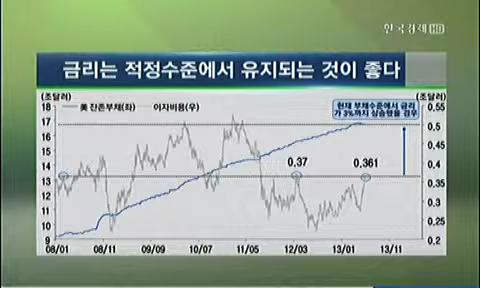 한국경제 HD
금리는 적정수준에서 유지되는 것이 좋다
(조달러) 美 잔존부채(좌) 이자비용(우) (조달러)
현재 부채수준에서 금리
가 3%까지 상승했을 경우
18 0,55
17 0,5
16 0,45
15 0,4
14 0.37 0.361 0,35
13
12 0,3
11
10 0,25
9 0,2
08/01 08/11 09/09 10/07 11/05 12/03 13/01 13/11